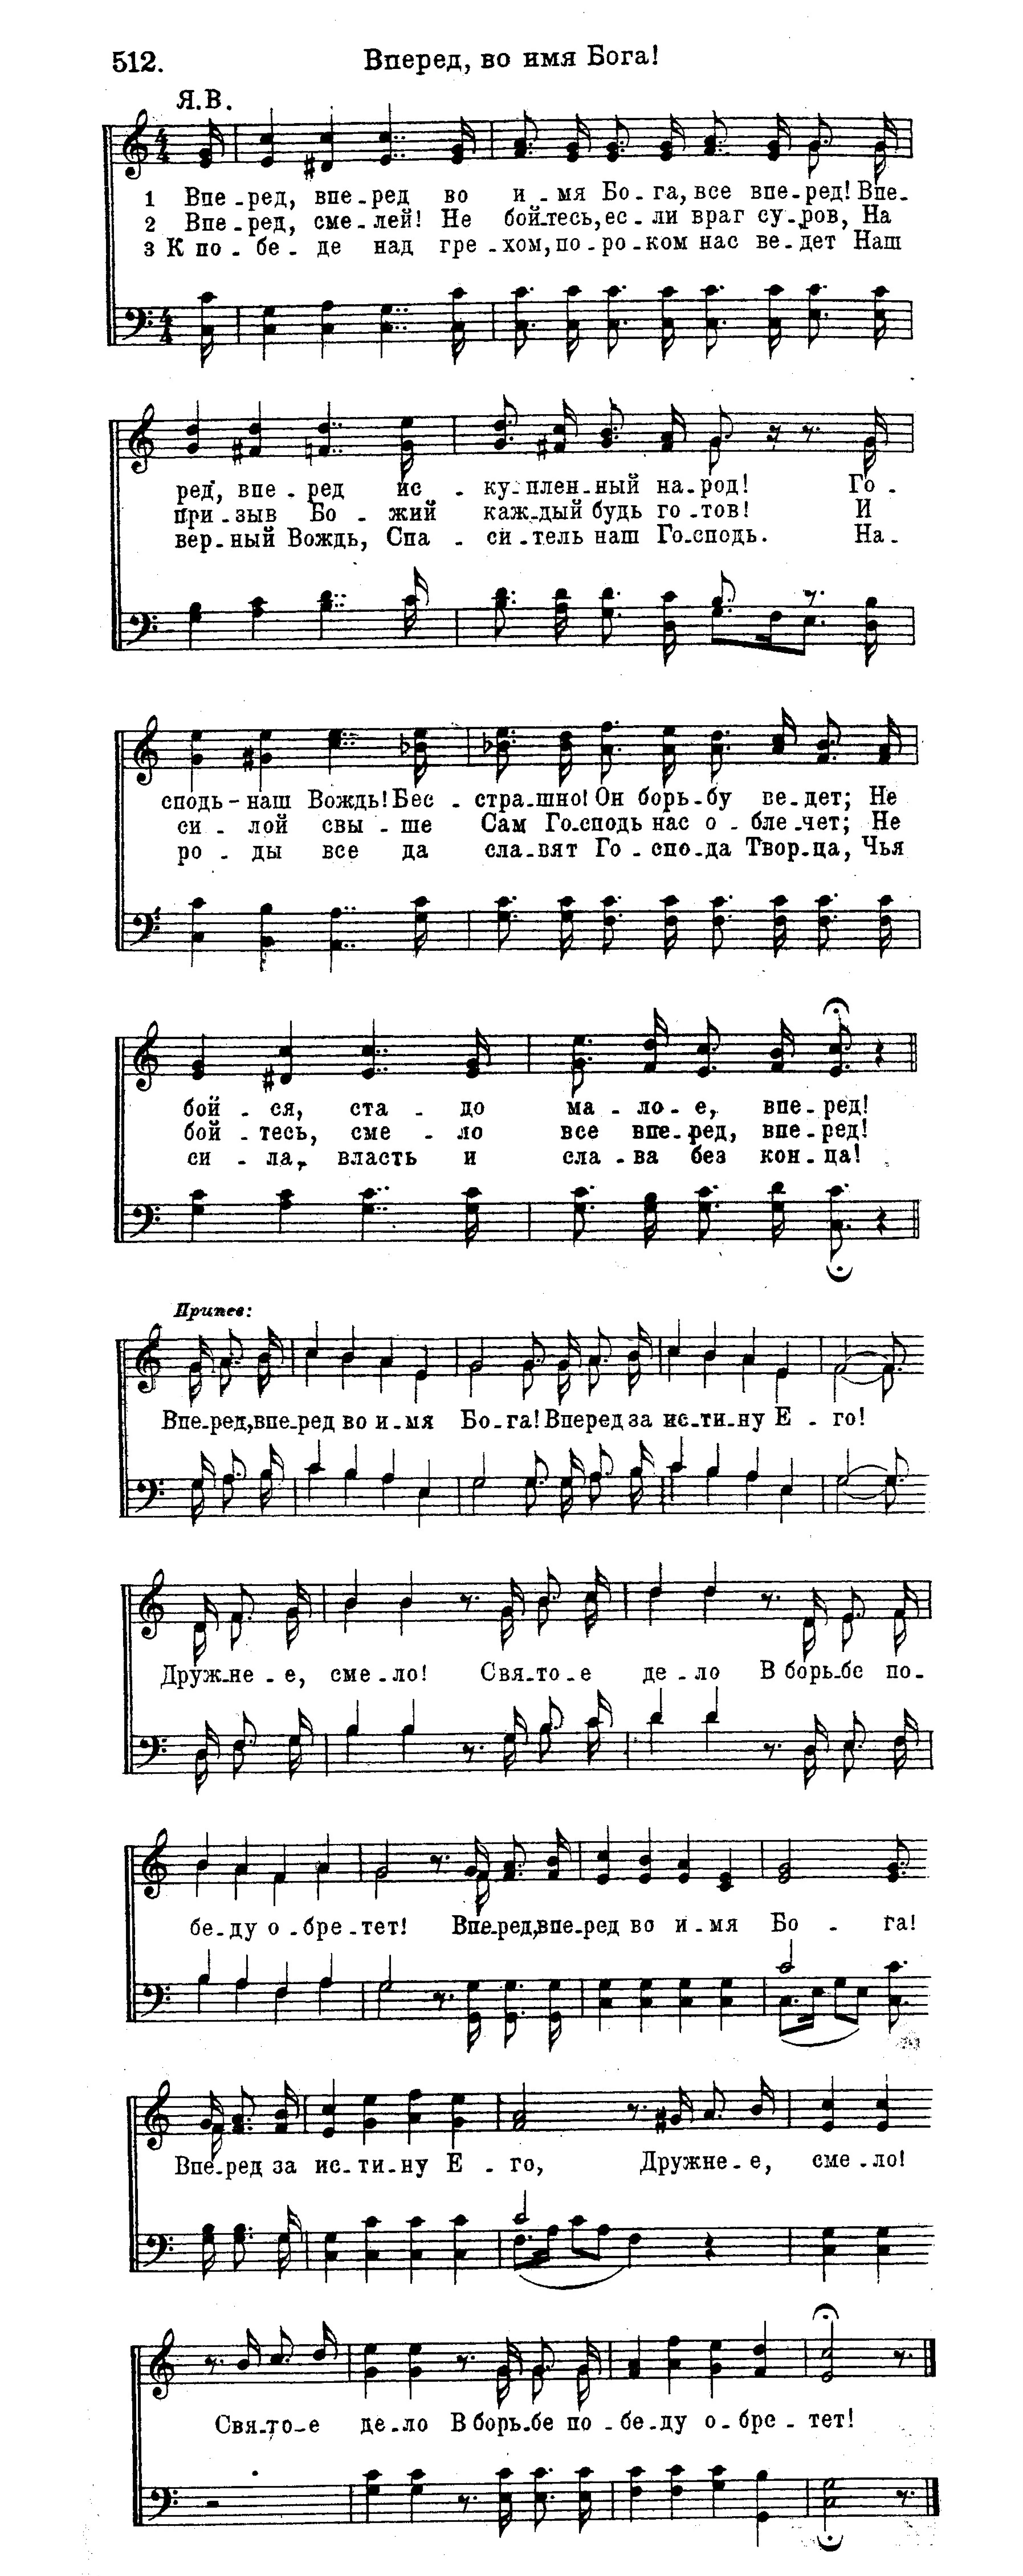 512. Вперед, во имя Бога!
Я.В.
1 Впе-ред, впе-ред во и-мя Бо-га, все впе-ред! Впе-
2 Впе-ред, сме-лей! Не бой-тесь, ес-ли враг су-ров, На
3 К по-бе-де над гре-хом, по-ро-ком нас ве-дет Наш
ред, впе-ред ис-ку-плен-ный на-род! Го-
при-зыв Бо-жий каж-дый будь го-тов! И
вер-ный Вождь, Спа-си-тель наш Го-сподь. На-
сподь-наш Вождь! Бес-стра-шно! Он борь-бу ве-дет; Не
си-лой свы-ше Сам Го-сподь нас о-бле-чет; Не
ро-ды все да сла-вят Го-спо-да Твор-ца, Чья
бой-ся, ста-до ма-ло-е, впе-ред!
бой-тесь, сме-ло все впе-ред, впе-ред!
си-ла, власть и сла-ва без кон-ца!
Припев:
Впе-ред, впе-ред во и-мя Бо-га! Вперед за ис-ти-ну Е-го!
Друж-не-е, сме-ло! Свя-то-е де-ло В борь-бе по-
бе-ду о-бре-тет! Впе-ред, впе-ред во и-мя Бо-га!
Впе-ред за ис-ти-ну Е-го, Дружне-е, сме-ло!
Свя-то-е де-ло В борь-бе по-бе-ду о-бре-тет!